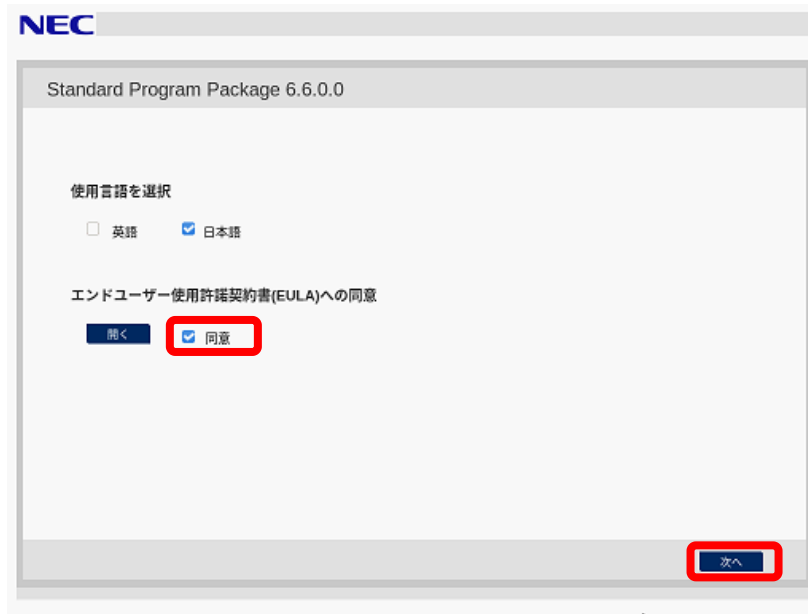 NEC
Standard Program Package 6.6.0.0
使用言語を選択
英語 日本語
エンドユーザー使用許諾契約書(EULA)への同意
開く 同意
次へ